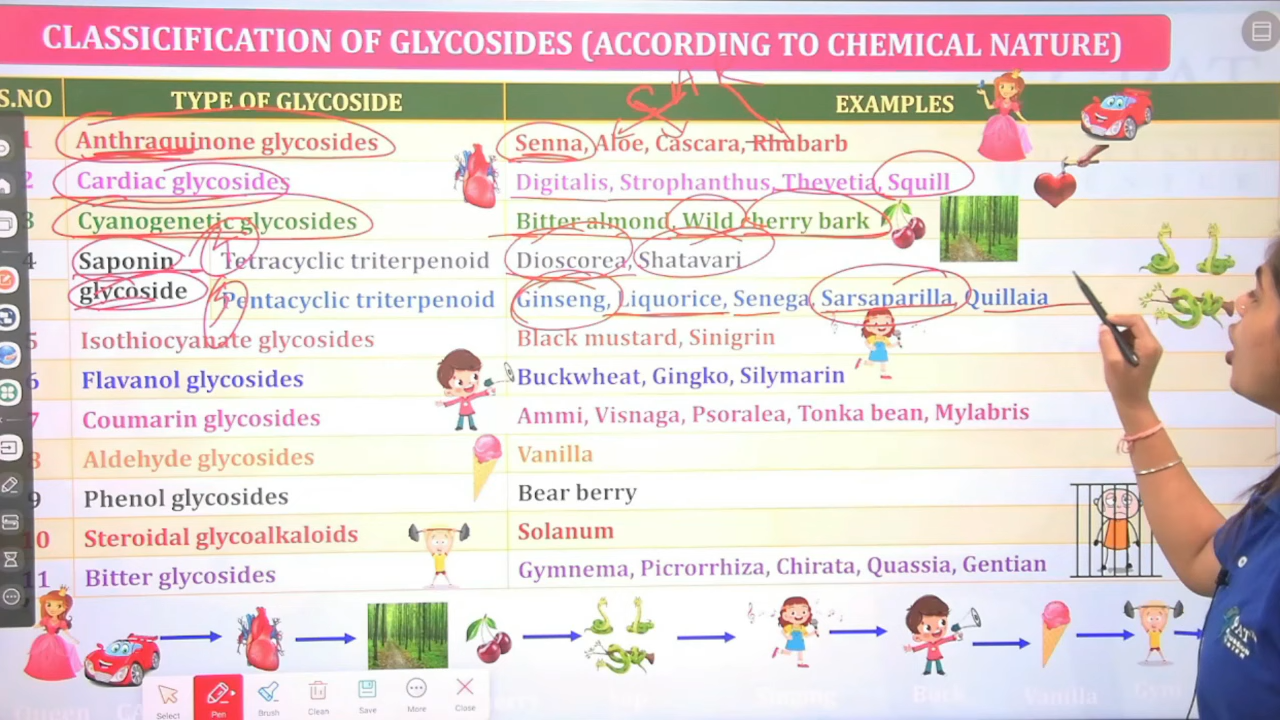 CLASSICIFICATION OF GLYCOSIDES (ACCORDING TO CHEMICAL NATURE)
S.NO TYPE OF GLYCOSIDE EXAMPLES
1 Anthraquinone glycosides Senna, Aloe, Cascara, Rhubarb
2 Cardiac glycosides Digitalis, Strophanthus, Thevetia, Squill
3 Cyanogenetic glycosides Bitter almond, Wild cherry bark
4 Saponin Tetracyclic triterpenoid Dioscorea, Shatavari
glycoside Pentacyclic triterpenoid Ginseng, Liquorice, Senega, Sarsaparilla, Quillaia
5 Isothiocyanate glycosides Black mustard, Sinigrin
6 Flavanol glycosides Buckwheat, Gingko, Silymarin
7 Coumarin glycosides Ammi, Visnaga, Psoralea, Tonka bean, Mylabris
8 Aldehyde glycosides Vanilla
9 Phenol glycosides Bear berry
10 Steroidal glycoalkaloids Solanum
11 Bitter glycosides Gymnema, Picrorrhiza, Chirata, Quassia, Gentian
Select Pen Brush Clean Save More Close
Vanilla